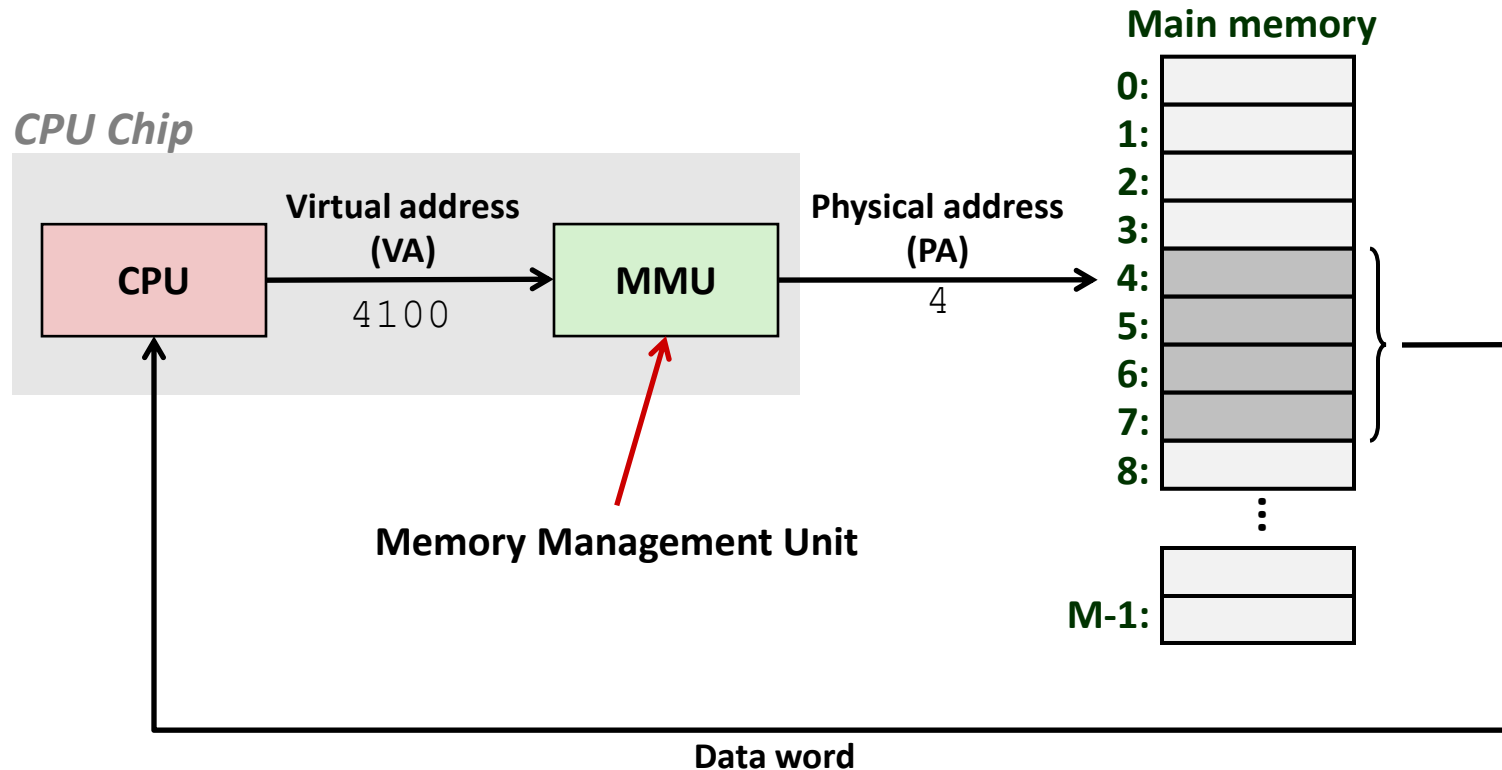 Main memory
0:
1:
2:
3:
4:
5:
6:
7:
8:
...
M-1:
CPU Chip
Virtual address
(VA)
4100
CPU
MMU
Physical address
(PA)
4
Memory Management Unit
Data word